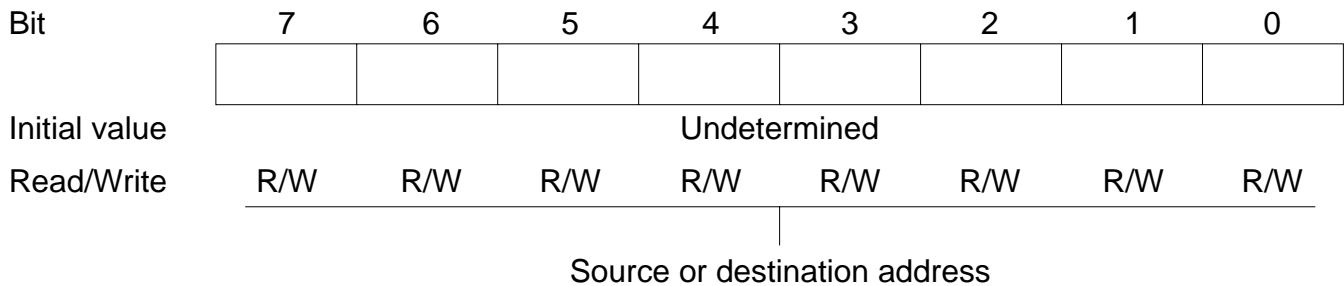 Bit 7 6 5 4 3 2 1 0
Initial value Undetermined
Read/Write R/W R/W R/W R/W R/W R/W R/W R/W
Source or destination address